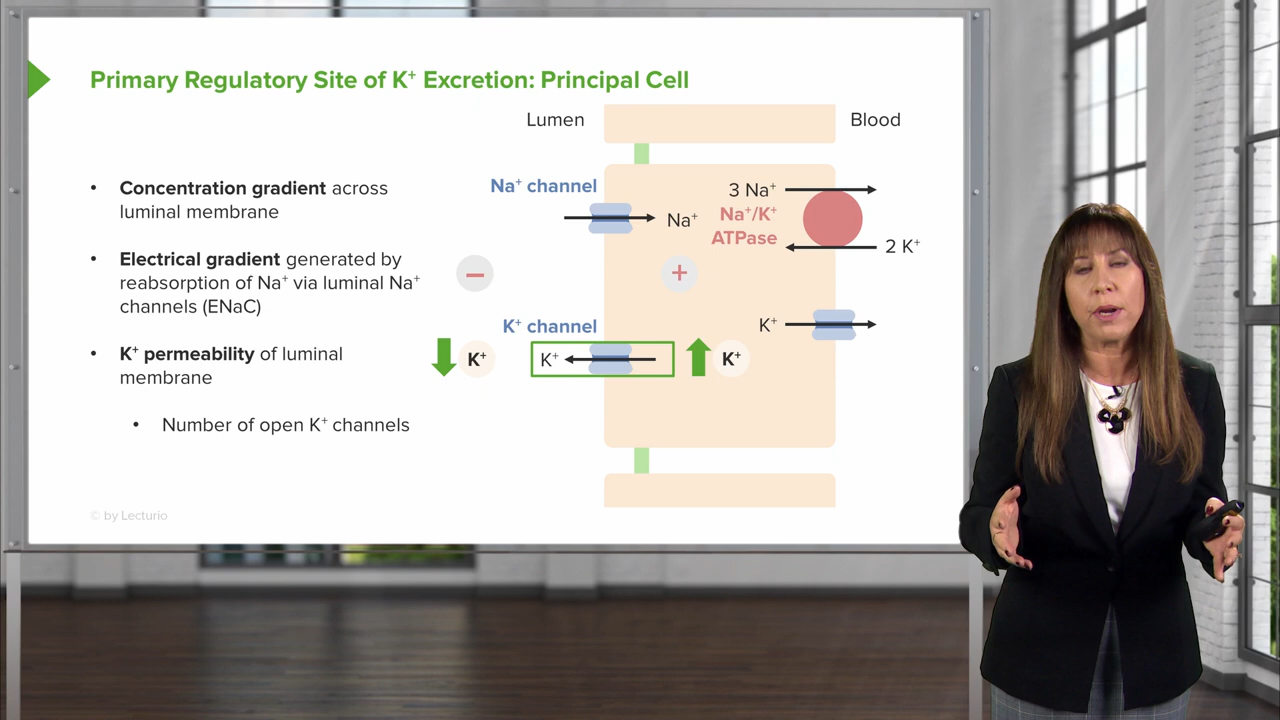 Primary Regulatory Site of K⁺ Excretion: Principal Cell
• Concentration gradient across
luminal membrane
• Electrical gradient generated by
reabsorption of Na⁺ via luminal Na⁺
channels (ENaC)
• K⁺ permeability of luminal
membrane
• Number of open K⁺ channels
Lumen
Blood
Na⁺ channel
Na⁺
3 Na⁺
Na⁺/K⁺
ATPase
2 K⁺
−
+
K⁺ channel
K⁺
K⁺
K⁺
K⁺
© by Lecturio